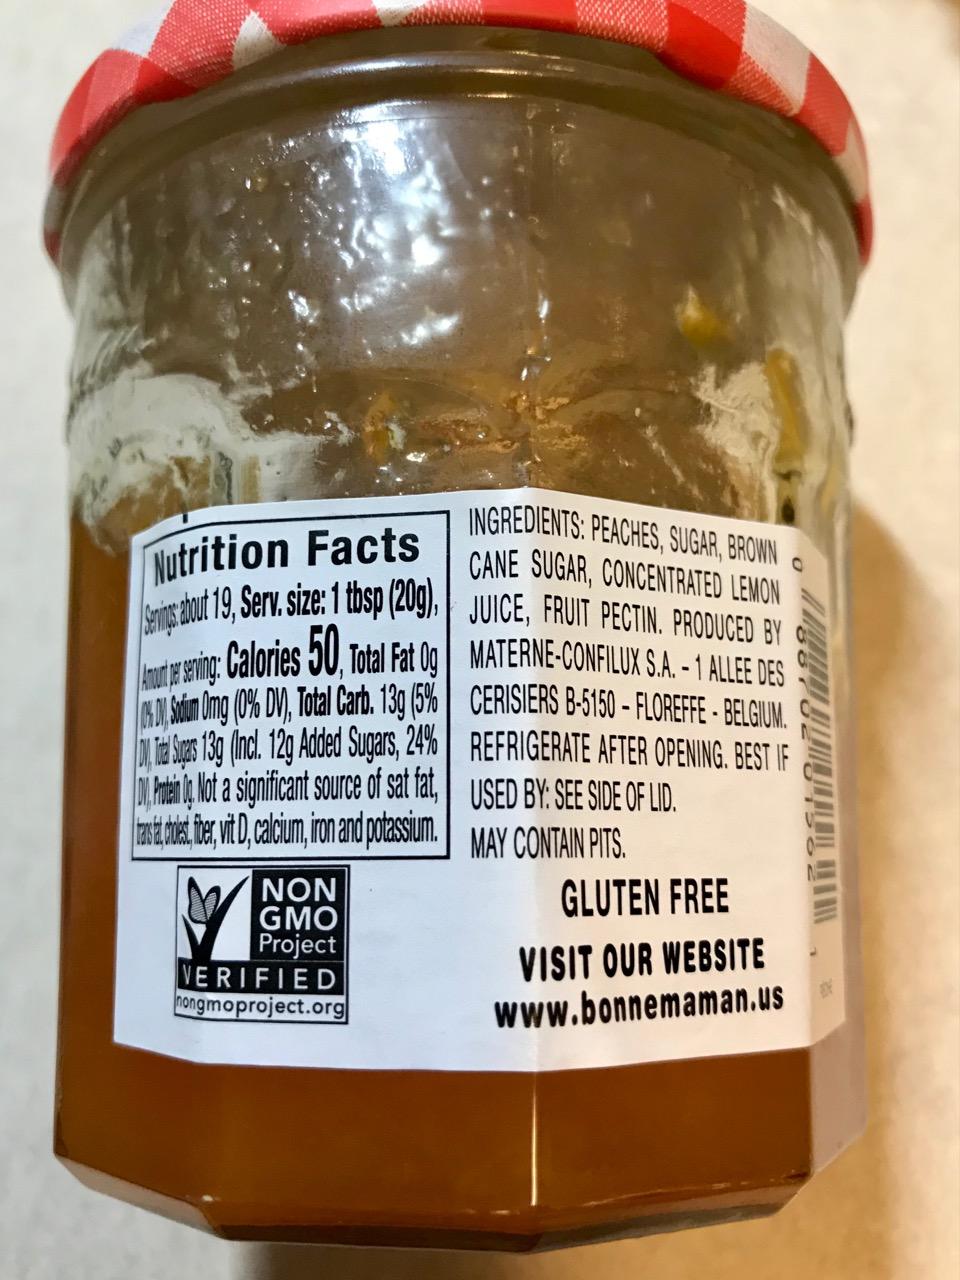 Nutrition Facts
Servings: about 19, Serv. size: 1 tbsp (20g),
Amount per serving: Calories 50, Total Fat 0g
(0% DV), Sodium 0mg (0% DV), Total Carb. 13g (5%
DV), Total Sugars 13g (Incl. 12g Added Sugars, 24%
DV), Protein 0g. Not a significant source of sat fat,
trans fat, cholest., fiber, vit D, calcium, iron and potassium.
NON
GMO
Project
VERIFIED
nongmoproject.org
INGREDIENTS: PEACHES, SUGAR, BROWN
CANE SUGAR, CONCENTRATED LEMON
JUICE, FRUIT PECTIN. PRODUCED BY
MATERNE-CONFILUX S.A. - 1 ALLEE DES
CERISIERS B-5150 - FLOREFFE - BELGIUM.
REFRIGERATE AFTER OPENING. BEST IF
USED BY: SEE SIDE OF LID.
MAY CONTAIN PITS.
GLUTEN FREE
VISIT OUR WEBSITE
www.bonnemaman.us